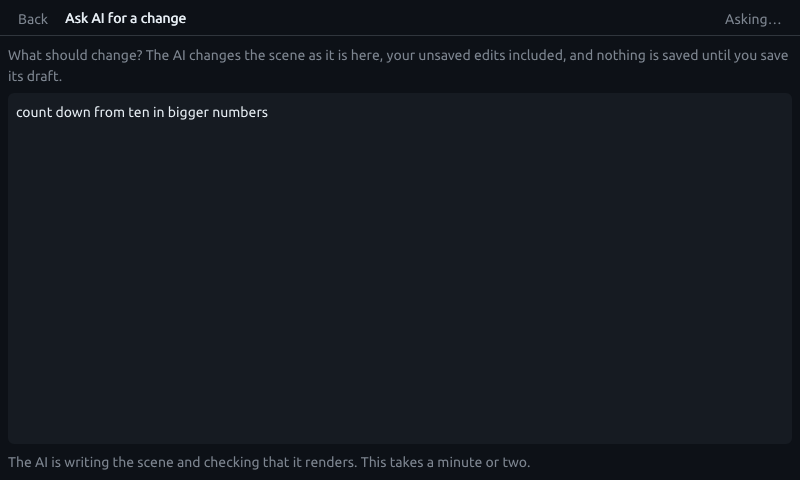 Back Ask AI for a change Asking...
What should change? The AI changes the scene as it is here, your unsaved edits included, and nothing is saved until you save
its draft.
count down from ten in bigger numbers
The AI is writing the scene and checking that it renders. This takes a minute or two.